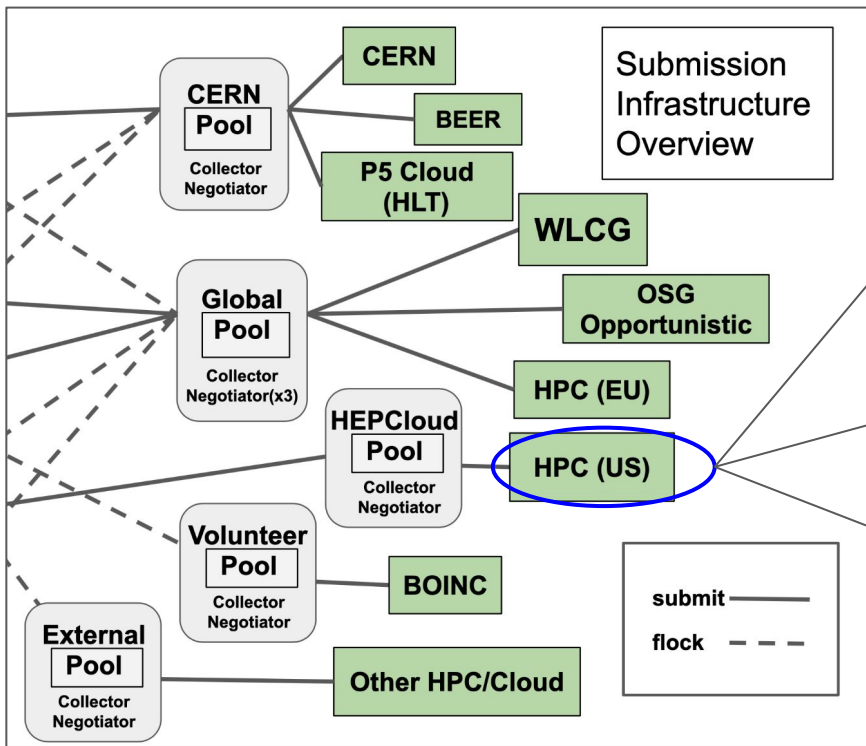 Submission
Infrastructure
Overview
CERN
Pool
Collector
Negotiator
CERN
BEER
P5 Cloud
(HLT)
Global
Pool
Collector
Negotiator(x3)
WLCG
OSG
Opportunistic
HPC (EU)
HEPCloud
Pool
Collector
Negotiator
HPC (US)
Volunteer
Pool
Collector
Negotiator
BOINC
External
Pool
Collector
Negotiator
Other HPC/Cloud
submit
flock